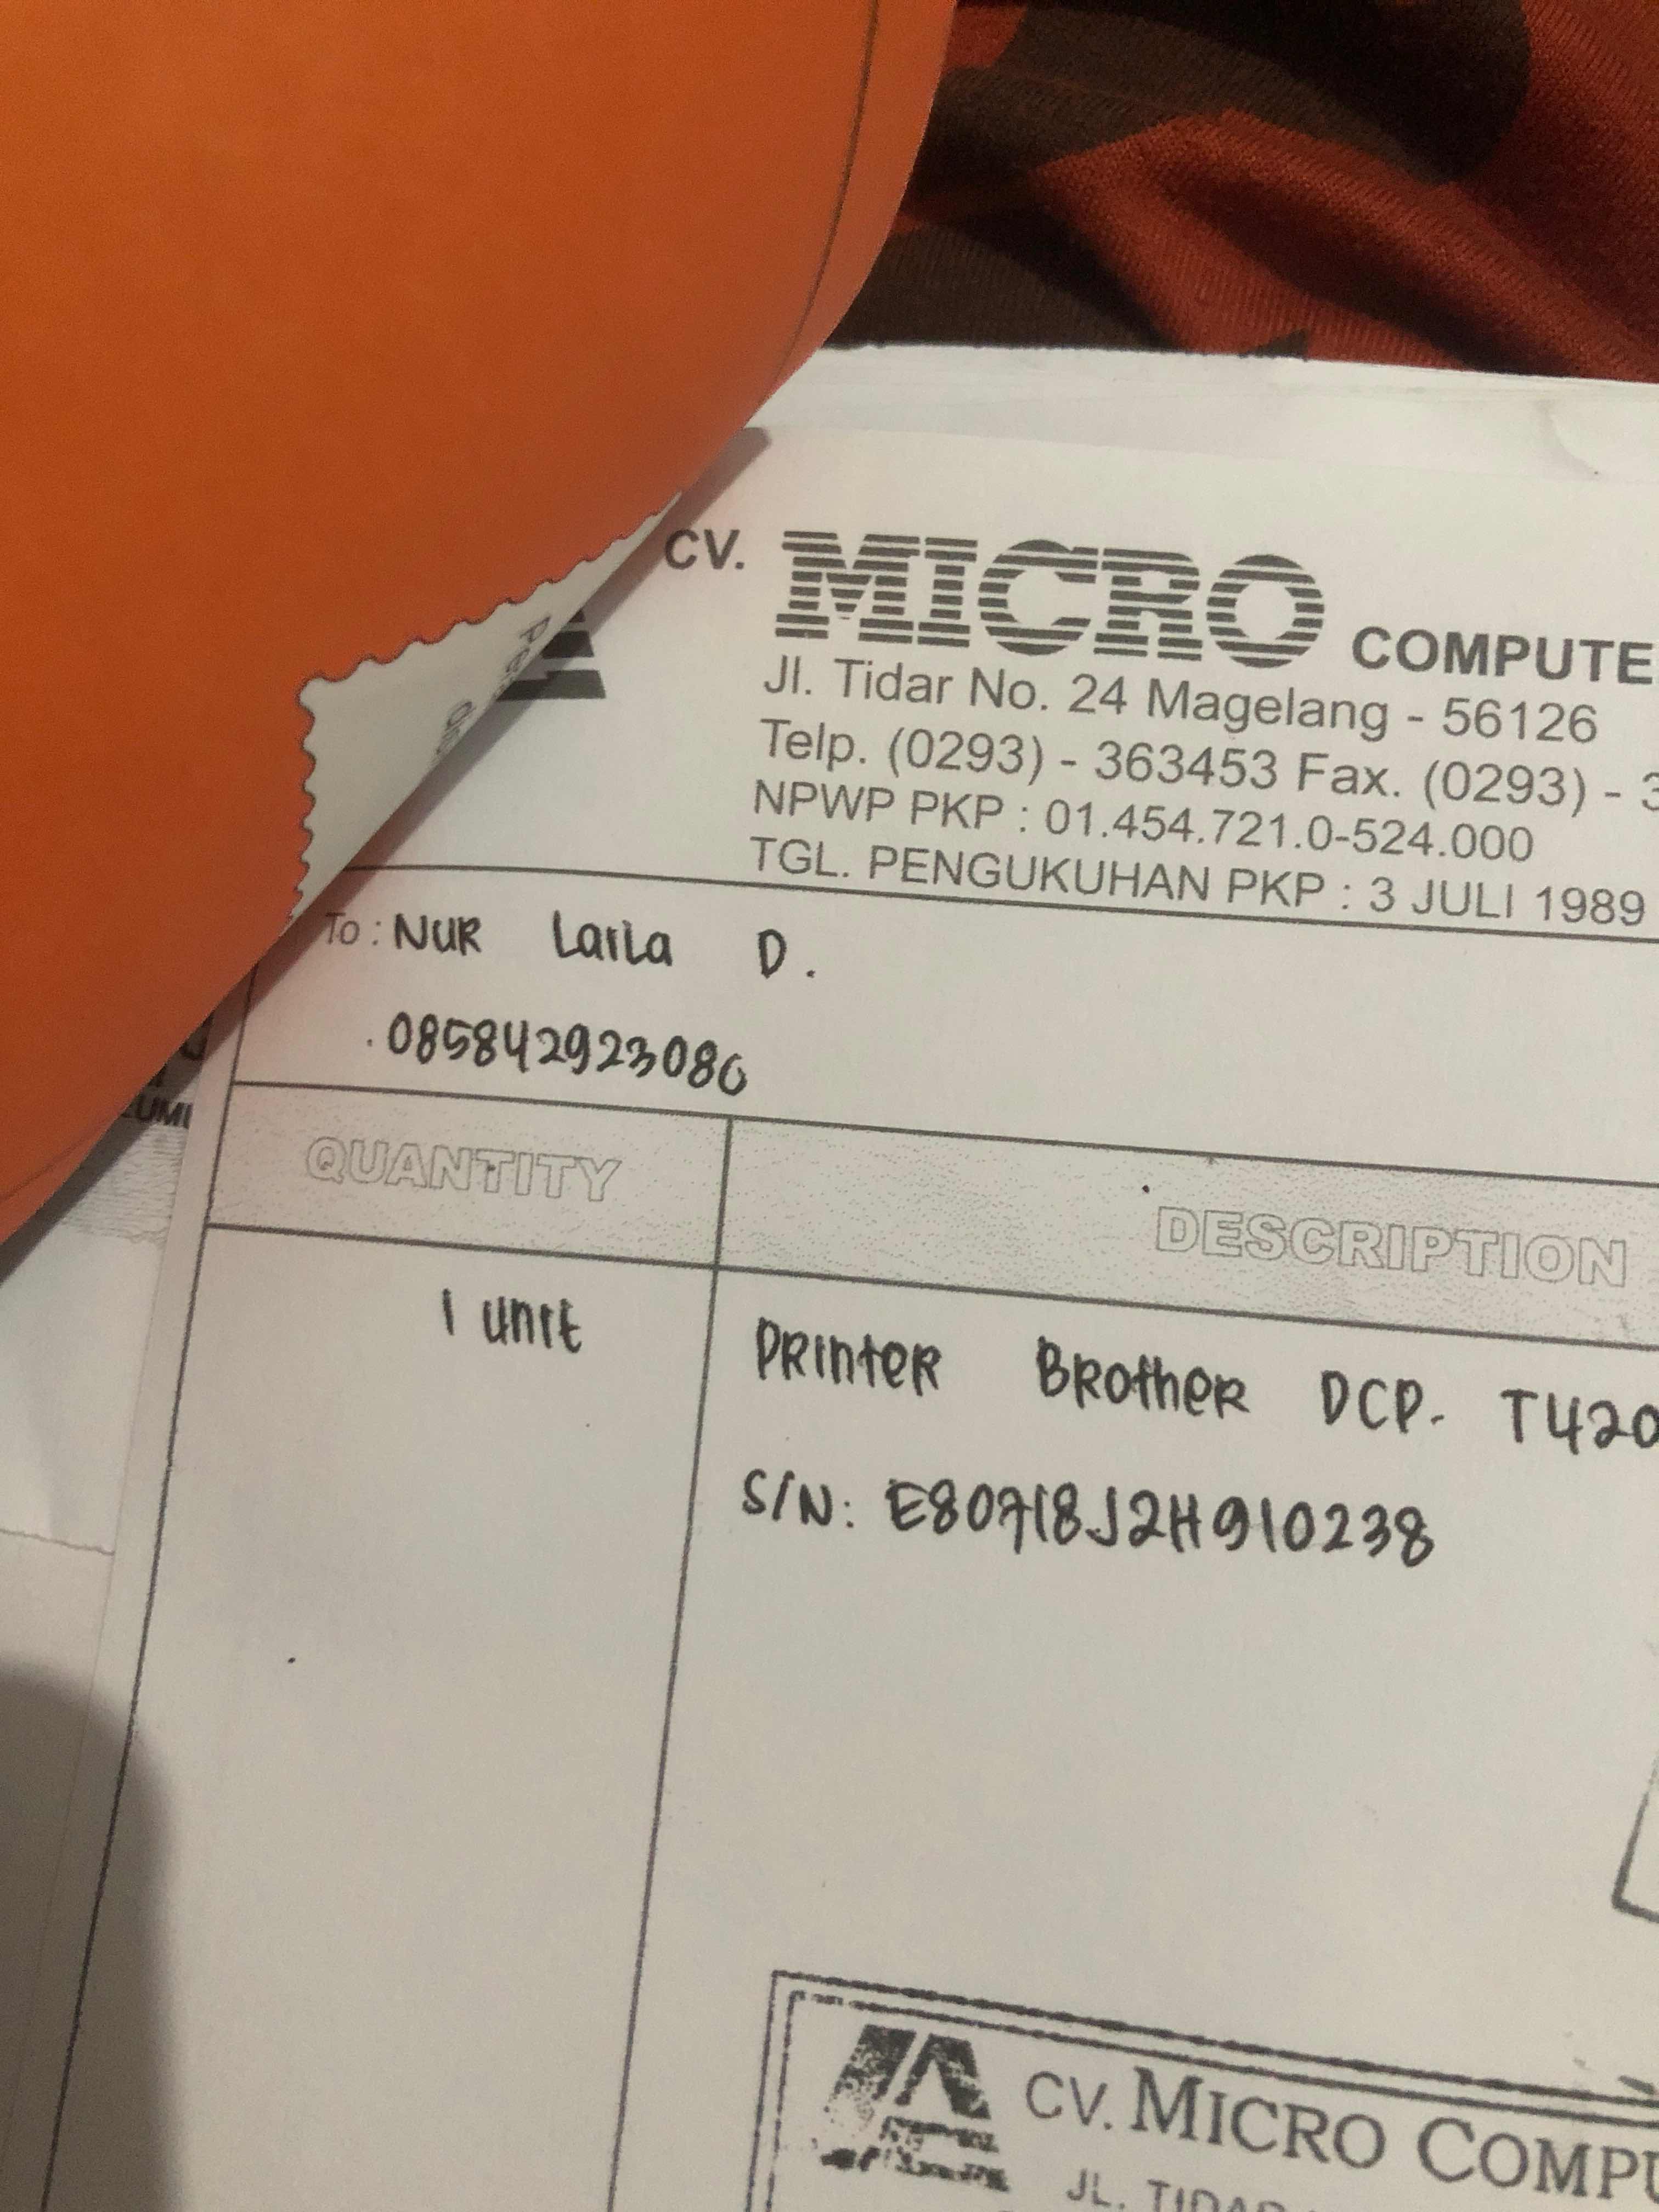 CV. MICRO COMPUTE
Jl. Tidar No. 24 Magelang - 56126
Telp. (0293) - 363453 Fax. (0293) - 3
NPWP PKP : 01.454.721.0-524.000
TGL. PENGUKUHAN PKP : 3 JULI 1989
To : NUR Laila D.
085842923080
QUANTITY DESCRIPTION
1 unit PRinteR BRotheR DCP. T420
S/N: E80718J2H910238
CV. MICRO COMPU
JL. TIDAR